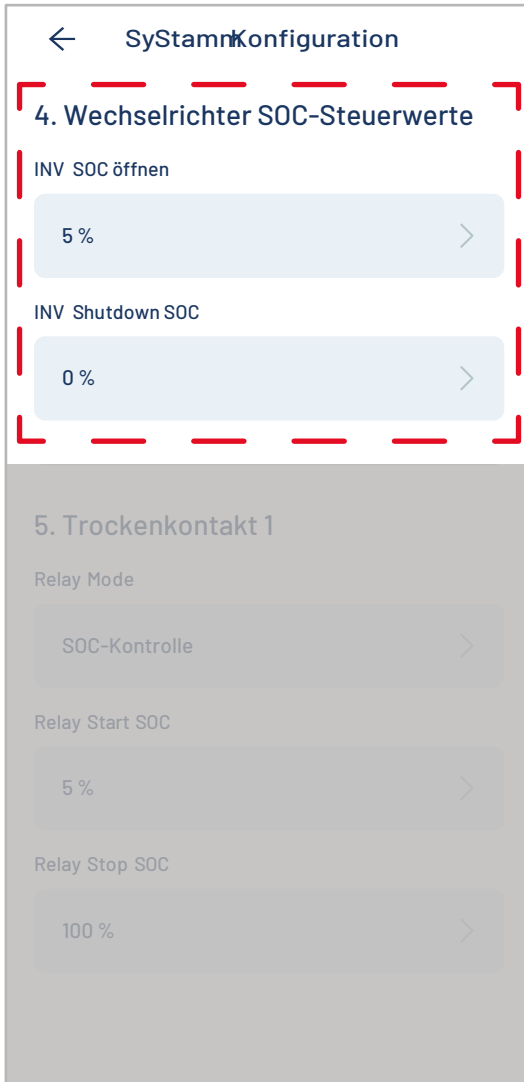 SyStammKonfiguration
4. Wechselrichter SOC-Steuerwerte
INV SOC öffnen
5 %
INV Shutdown SOC
0 %
5. Trockenkontakt 1
Relay Mode
SOC-Kontrolle
Relay Start SOC
5 %
Relay Stop SOC
100 %